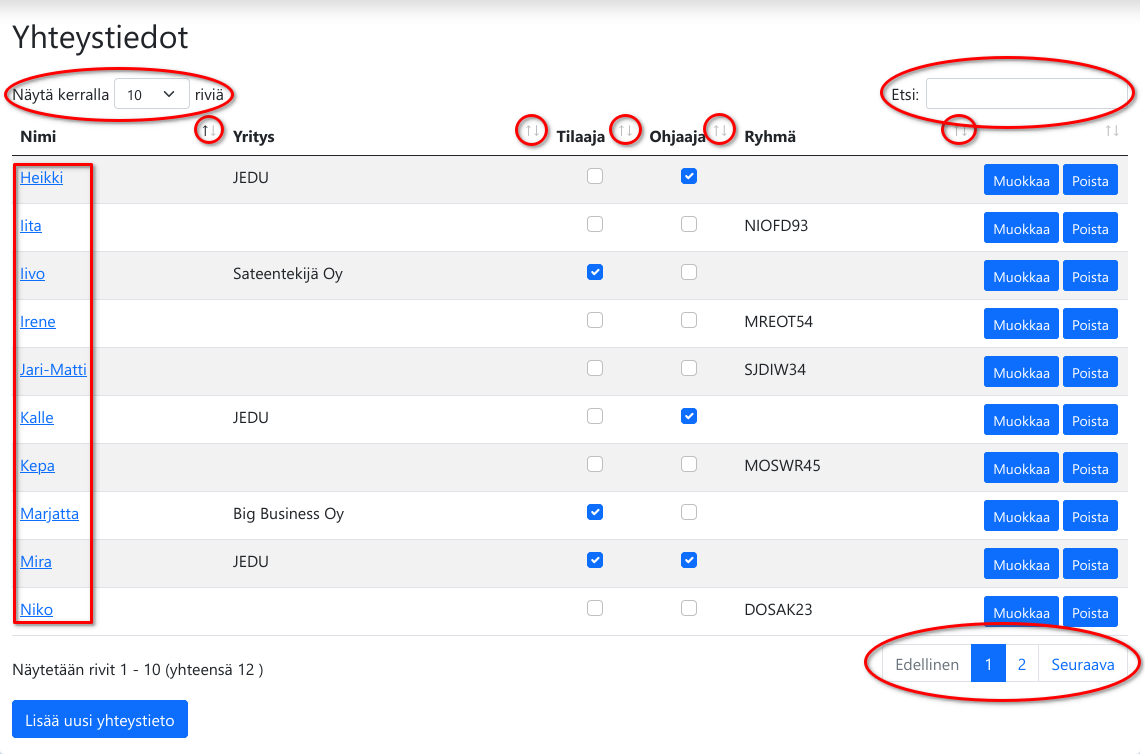 Yhteystiedot
Näytä kerralla 10 riviä Etsi:
Nimi Yritys Tilaaja Ohjaaja Ryhmä
Heikki JEDU Muokkaa Poista
Iita NIOFD93 Muokkaa Poista
Iivo Sateentekijä Oy Muokkaa Poista
Irene MREOT54 Muokkaa Poista
Jari-Matti SJDIW34 Muokkaa Poista
Kalle JEDU Muokkaa Poista
Kepa MOSWR45 Muokkaa Poista
Marjatta Big Business Oy Muokkaa Poista
Mira JEDU Muokkaa Poista
Niko DOSAK23 Muokkaa Poista
Näytetään rivit 1 - 10 (yhteensä 12 ) Edellinen 1 2 Seuraava
Lisää uusi yhteystieto